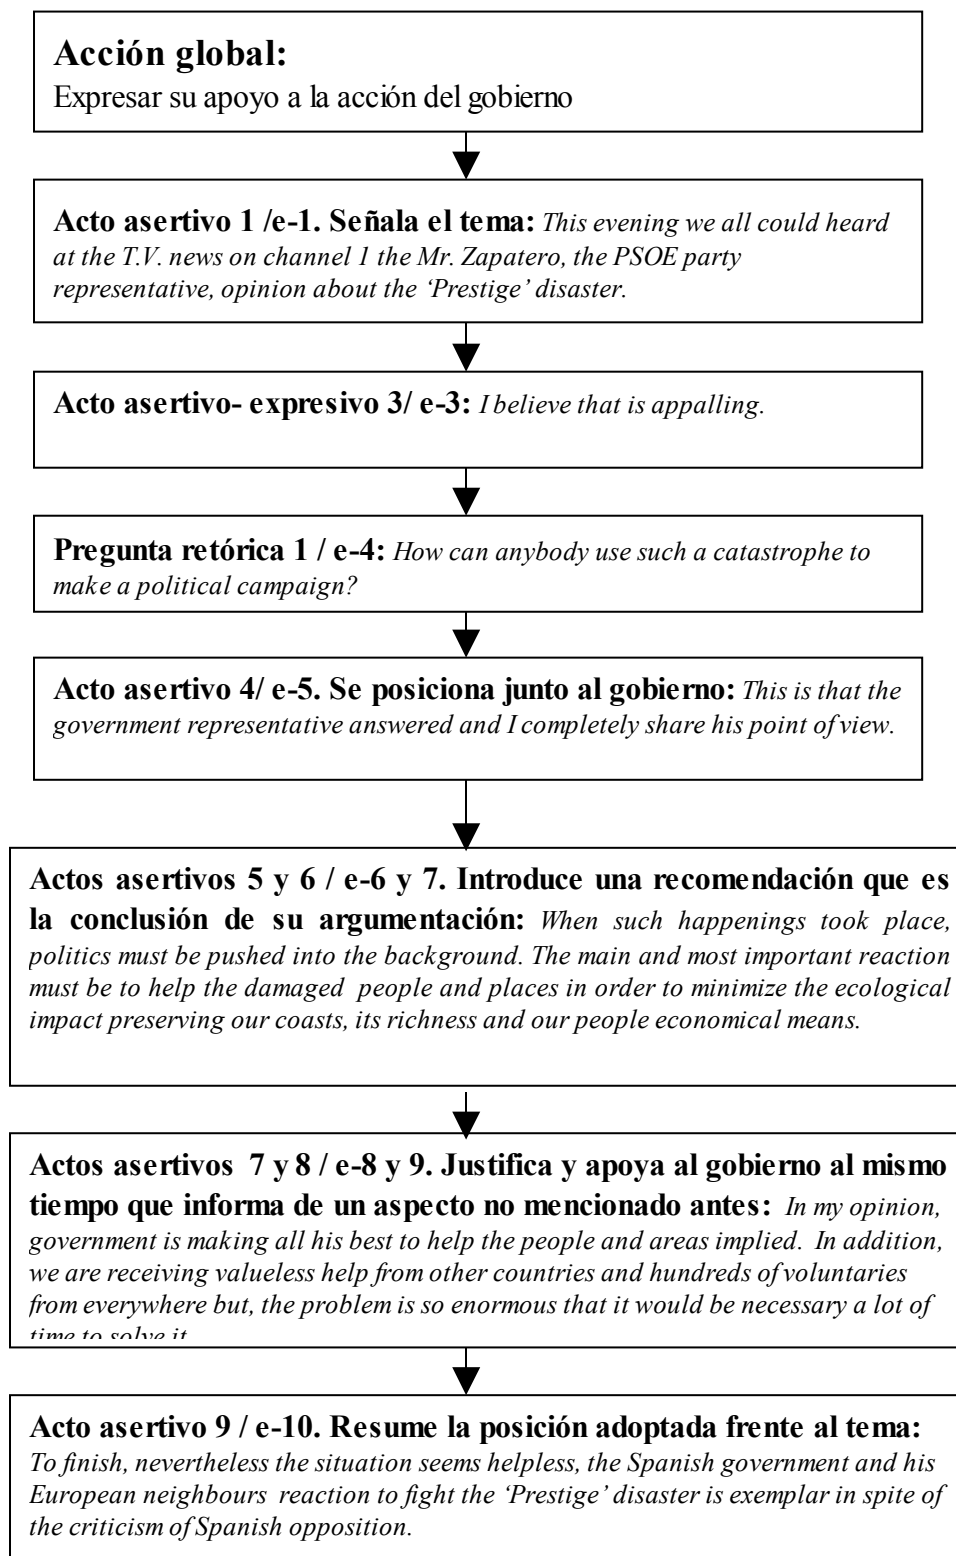 Acción global:
Expresar su apoyo a la acción del gobierno
Acto asertivo 1 /e-1. Señala el tema: This evening we all could heard
at the T.V. news on channel 1 the Mr. Zapatero, the PSOE party
representative, opinion about the ‘Prestige’ disaster.
Acto asertivo- expresivo 3/ e-3: I believe that is appalling.
Pregunta retórica 1 / e-4: How can anybody use such a catastrophe to
make a political campaign?
Acto asertivo 4/ e-5. Se posiciona junto al gobierno: This is that the
government representative answered and I completely share his point of view.
Actos asertivos 5 y 6 / e-6 y 7. Introduce una recomendación que es
la conclusión de su argumentación: When such happenings took place,
politics must be pushed into the background. The main and most important reaction
must be to help the damaged people and places in order to minimize the ecological
impact preserving our coasts, its richness and our people economical means.
Actos asertivos 7 y 8 / e-8 y 9. Justifica y apoya al gobierno al mismo
tiempo que informa de un aspecto no mencionado antes: In my opinion,
government is making all his best to help the people and areas implied. In addition,
we are receiving valueless help from other countries and hundreds of voluntaries
from everywhere but, the problem is so enormous that it would be necessary a lot of
time to solve it
Acto asertivo 9 / e-10. Resume la posición adoptada frente al tema:
To finish, nevertheless the situation seems helpless, the Spanish government and his
European neighbours reaction to fight the ‘Prestige’ disaster is exemplar in spite of
the criticism of Spanish opposition.